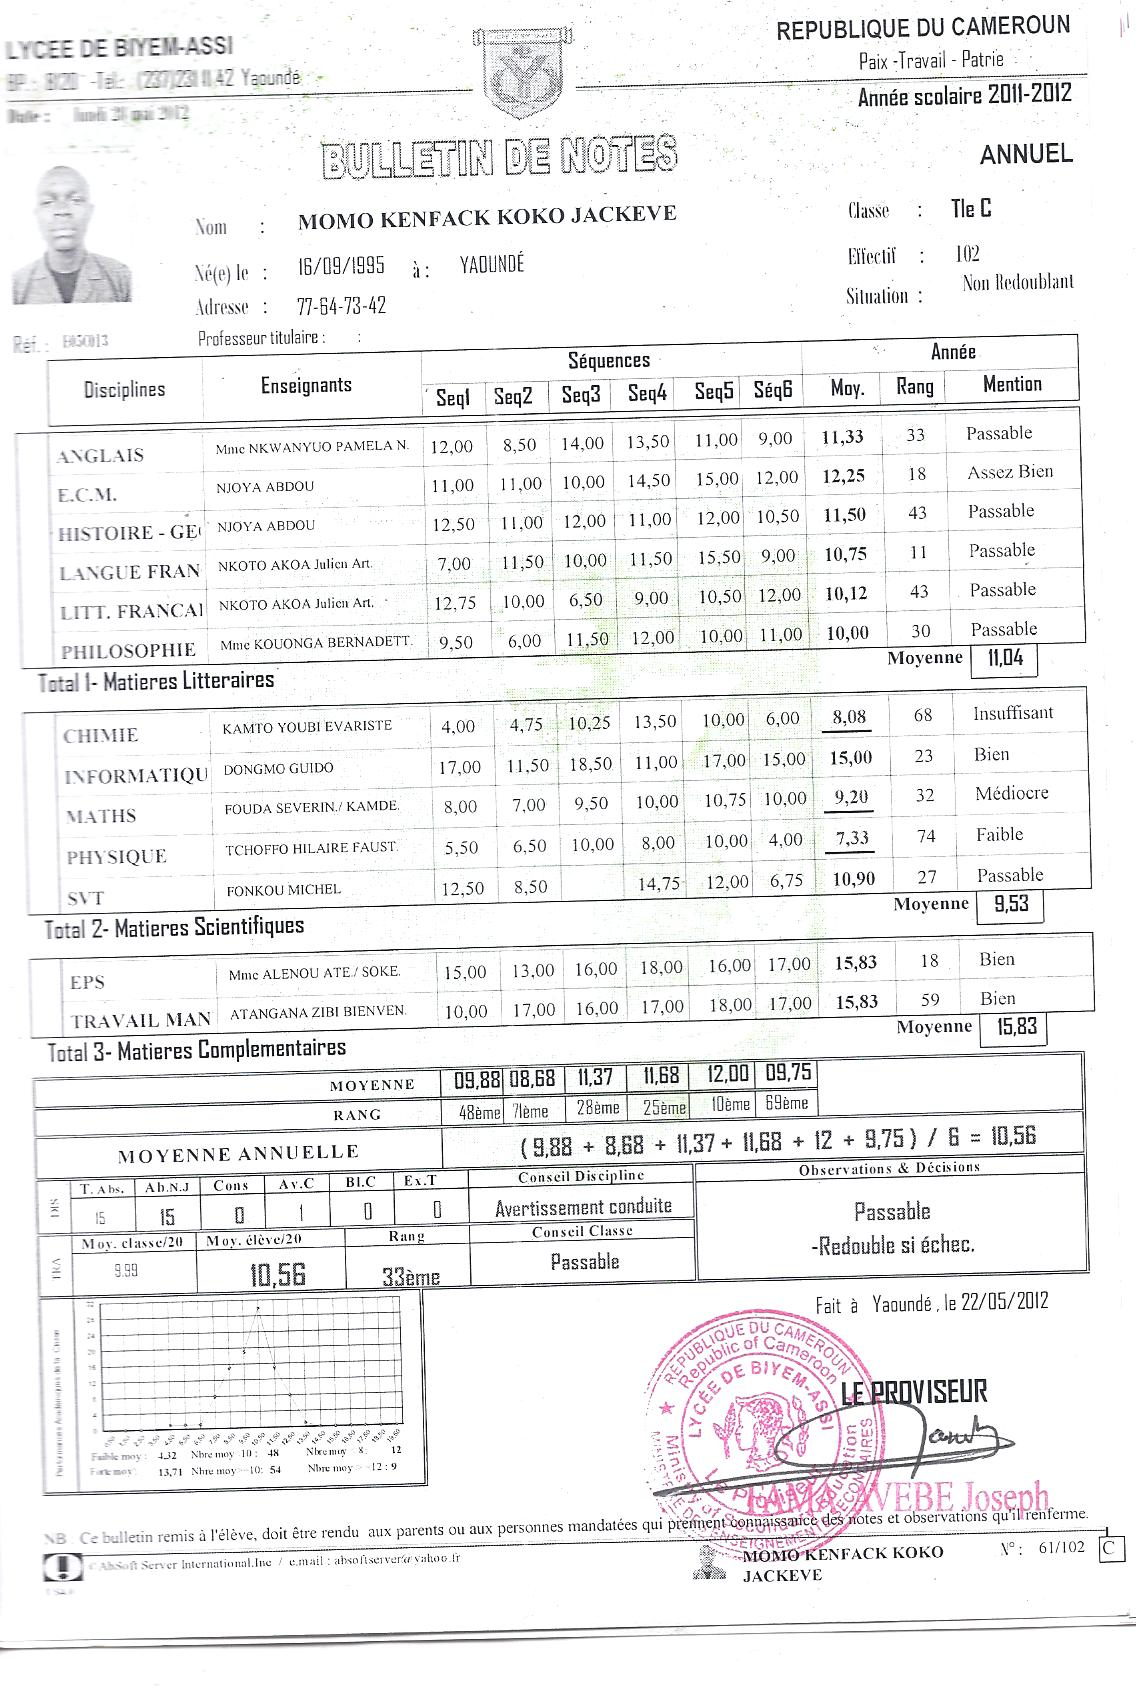 LYCEE DE BIYEM-ASSI
REPUBLIQUE DU CAMEROUN
Paix -Travail - Patrie
BP.: 8120 -Tel.: (237)231 11.42 Yaoundé
Année scolaire 2011-2012
Date : lundi 28 mai 2012
BULLETIN DE NOTES
ANNUEL
Nom : MOMO KENFACK KOKO JACKEVE
Classe : Tle C
Né(e) le : 16/09/1995 à : YAOUNDÉ
Effectif : 102
Adresse : 77-64-73-42
Situation : Non Redoublant
Réf. :
Professeur titulaire : :
Disciplines Enseignants Séquences Année
Seq1 Seq2 Seq3 Seq4 Seq5 Séq6 Moy. Rang Mention
ANGLAIS Mme NKWANYUO PAMELA N. 12,00 8,50 14,00 13,50 11,00 9,00 11,33 33 Passable
E.C.M. NJOYA ABDOU 11,00 11,00 10,00 14,50 15,00 12,00 12,25 18 Assez Bien
HISTOIRE - GE NJOYA ABDOU 12,50 11,00 12,00 11,00 12,00 10,50 11,50 43 Passable
LANGUE FRAN NKOTO AKOA Julien Art. 7,00 11,50 10,00 11,50 15,50 9,00 10,75 11 Passable
LITT. FRANCAI NKOTO AKOA Julien Art. 12,75 10,00 6,50 9,00 10,50 12,00 10,12 43 Passable
PHILOSOPHIE Mme KOUONGA BERNADETT. 9,50 6,00 11,50 12,00 10,00 11,00 10,00 30 Passable
Total 1- Matieres Litteraires Moyenne 11,04
CHIMIE KAMTO YOUBI EVARISTE 4,00 4,75 10,25 13,50 10,00 6,00 8,08 68 Insuffisant
INFORMATIQU DONGMO GUIDO 17,00 11,50 18,50 11,00 17,00 15,00 15,00 23 Bien
MATHS FOUDA SEVERIN./ KAMDE. 8,00 7,00 9,50 10,00 10,75 10,00 9,20 32 Médiocre
PHYSIQUE TCHOFFO HILAIRE FAUST. 5,50 6,50 10,00 8,00 10,00 4,00 7,33 74 Faible
SVT FONKOU MICHEL 12,50 8,50 14,75 12,00 6,75 10,90 27 Passable
Total 2- Matieres Scientifiques Moyenne 9,53
EPS Mme ALENOU ATE./ SOKE. 15,00 13,00 16,00 18,00 16,00 17,00 15,83 18 Bien
TRAVAIL MAN ATANGANA ZIBI BIENVEN. 10,00 17,00 16,00 17,00 18,00 17,00 15,83 59 Bien
Total 3- Matieres Complementaires Moyenne 15,83
MOYENNE 09,88 08,68 11,37 11,68 12,00 09,75
RANG 48ème 71ème 28ème 25ème 10ème 69ème
MOYENNE ANNUELLE ( 9,88 + 8,68 + 11,37 + 11,68 + 12 + 9,75 ) / 6 = 10,56
T. Abs. Ab.N.J Cons Av.C Bl.C Ex.T Conseil Discipline Observations & Décisions
15 15 0 1 0 0 Avertissement conduite Passable
Moy. classe/20 Moy. élève/20 Rang Conseil Classe -Redouble si échec.
9.99 10,56 33ème Passable
Fait à Yaoundé , le 22/05/2012
REPUBLIQUE DU CAMEROUN
Republic of Cameroon
LYCÉE DE BIYEM-ASSI
Le Proviseur
LE PROVISEUR
Faible moy : 4,32 Nbre moy 10 : 48 Nbre moy 8 : 12
Forte moy : 13,71 Nbre moy 10: 54 Nbre moy 12 : 9
AVEBE Joseph
NB Ce bulletin remis à l'élève, doit être rendu aux parents ou aux personnes mandatées qui prennent connaissance des notes et observations qu'il renferme.
AbSoft Server International.Inc / e.mail : absoftserver@yahoo.fr
MOMO KENFACK KOKO N° : 61/102 C
JACKEVE